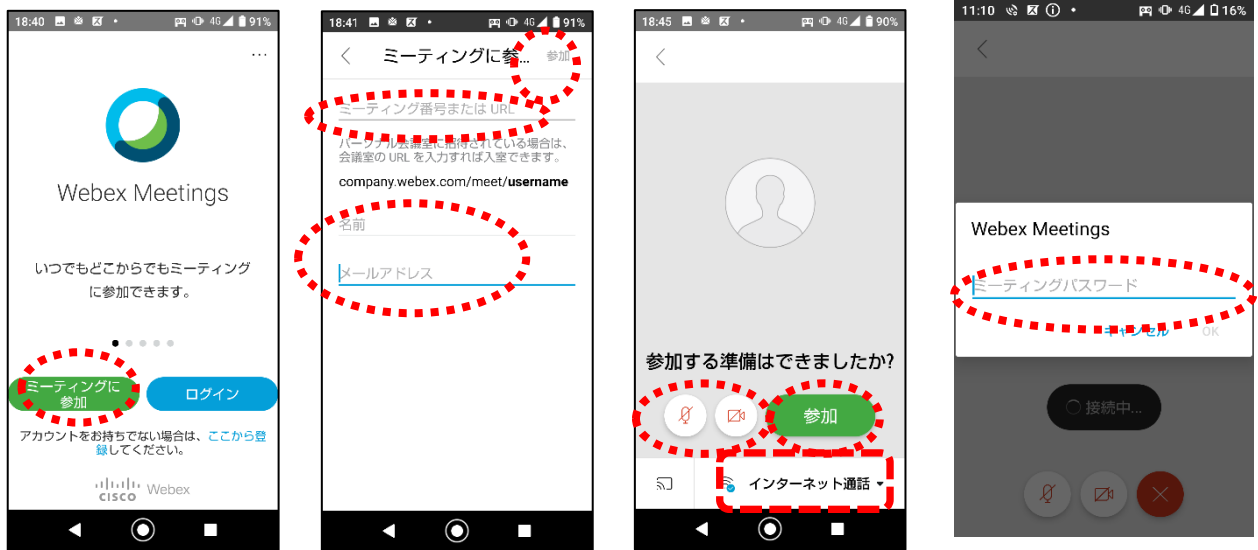 18:40 4G 91%
...
Webex Meetings
いつでもどこからでもミーティング
に参加できます。
ミーティングに
参加
ログイン
アカウントをお持ちでない場合は、ここから登
録してください。
CISCO Webex
18:41 4G 91%
ミーティングに参... 参加
ミーティング番号または URL
パーソナル会議室に招待されている場合は、
会議室の URL を入力すれば入室できます。
company.webex.com/meet/username
名前
メールアドレス
18:45 4G 90%
参加する準備はできましたか?
参加
インターネット通話
11:10 4G 16%
Webex Meetings
ミーティングパスワード
キャンセル OK
接続中...